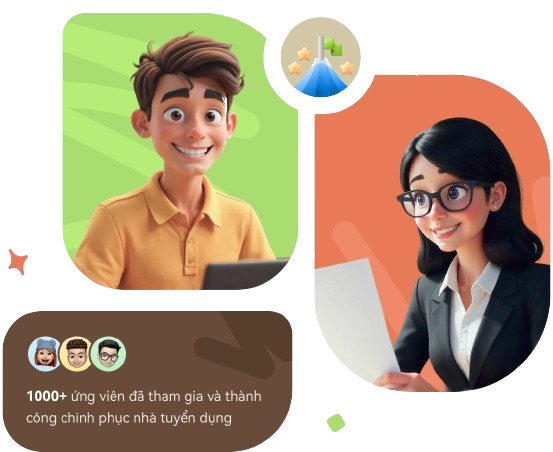 1000+ ứng viên đã tham gia và thành
công chinh phục nhà tuyển dụng